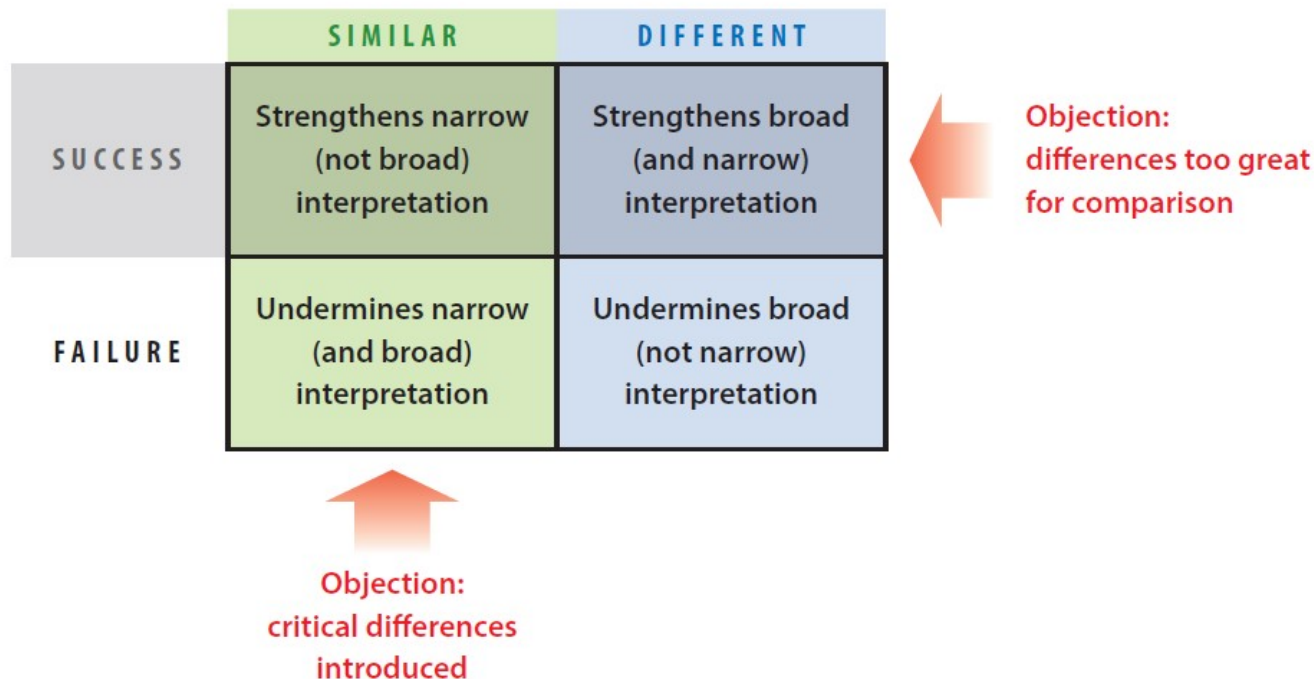 SIMILAR
DIFFERENT
SUCCESS
Strengthens narrow
(not broad)
interpretation
Strengthens broad
(and narrow)
interpretation
Objection:
differences too great
for comparison
FAILURE
Undermines narrow
(and broad)
interpretation
Undermines broad
(not narrow)
interpretation
Objection:
critical differences
introduced